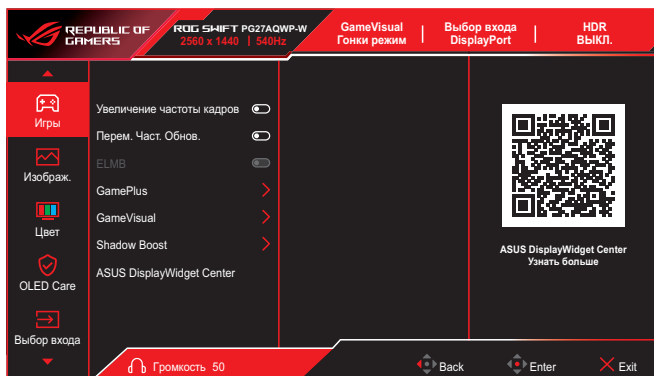 REPUBLIC OF
GAMERS
ROG SWIFT PG27AQWP-W
2560 x 1440 | 540Hz
GameVisual
Гонки режим
Выбор входа
DisplayPort
HDR
ВЫКЛ.
Игры
Изображ.
Цвет
OLED Care
Выбор входа
Увеличение частоты кадров
Перем. Част. Обнов.
ELMB
GamePlus
GameVisual
Shadow Boost
ASUS DisplayWidget Center
ASUS DisplayWidget Center
Узнать больше
Громкость 50
Back
Enter
Exit